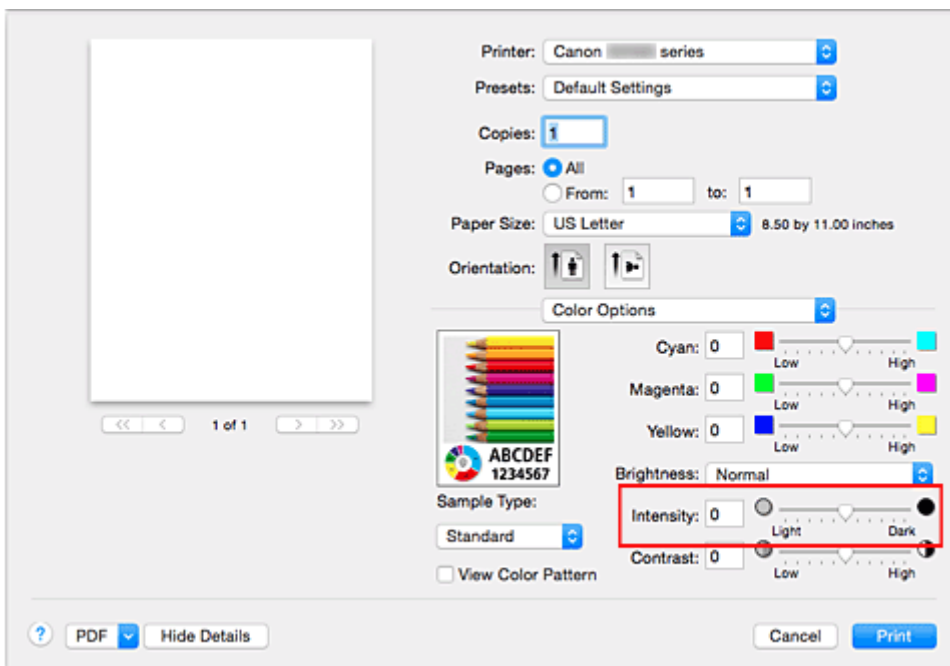 Printer: Canon series
Presets: Default Settings
Copies: 1
Pages: All
From: 1 to: 1
Paper Size: US Letter 8.50 by 11.00 inches
Orientation:
Color Options
Cyan: 0
Low High
Magenta: 0
Low High
Yellow: 0
Low High
Brightness: Normal
Intensity: 0
Light Dark
Contrast: 0
Low High
ABCDEF
1234567
Sample Type:
Standard
View Color Pattern
<< < 1 of 1 > >>
? PDF Hide Details Cancel Print